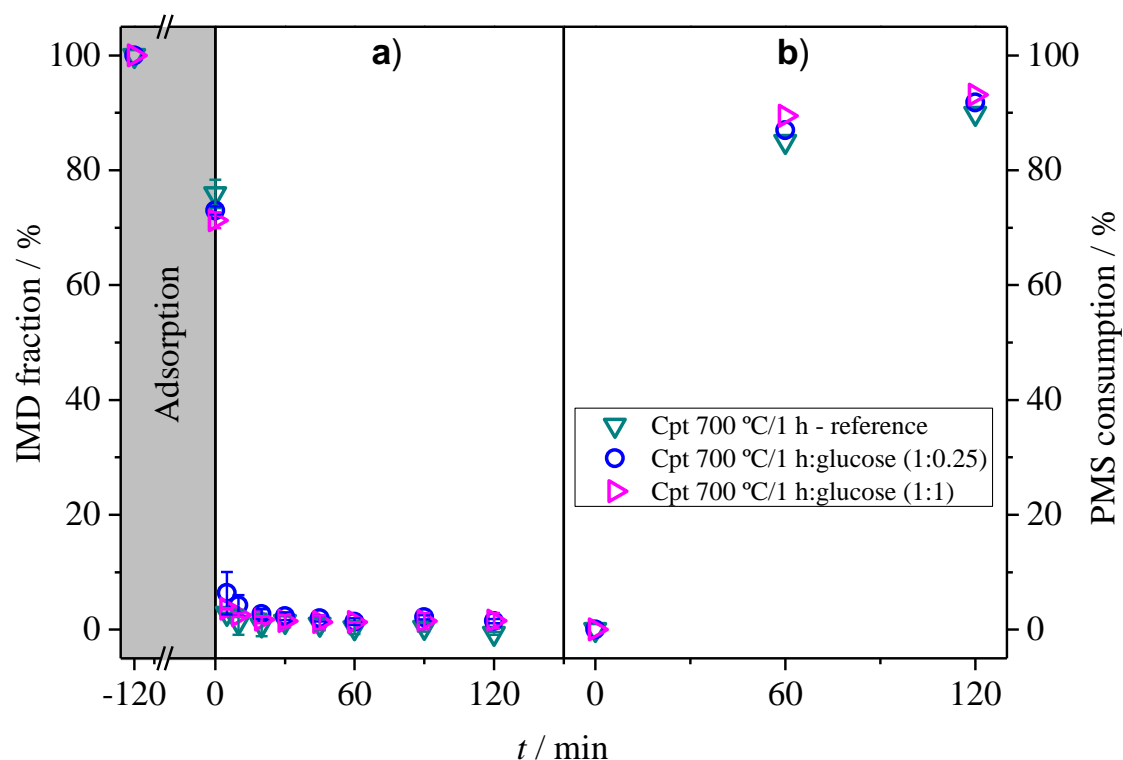 a) b)
100 100
80 80
60 60
40 40
20 20
0 0
IMD fraction / %
Adsorption
PMS consumption / %
Cpt 700 ºC/1 h - reference
Cpt 700 ºC/1 h:glucose (1:0.25)
Cpt 700 ºC/1 h:glucose (1:1)
-120 0 60 120 0 60 120
t / min